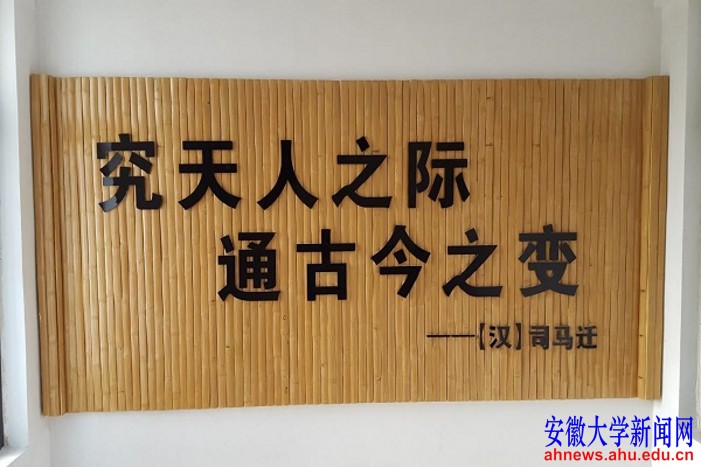 究天人之际
通古今之变
——【汉】司马迁
安徽大学新闻网
ahnews.ahu.edu.cn